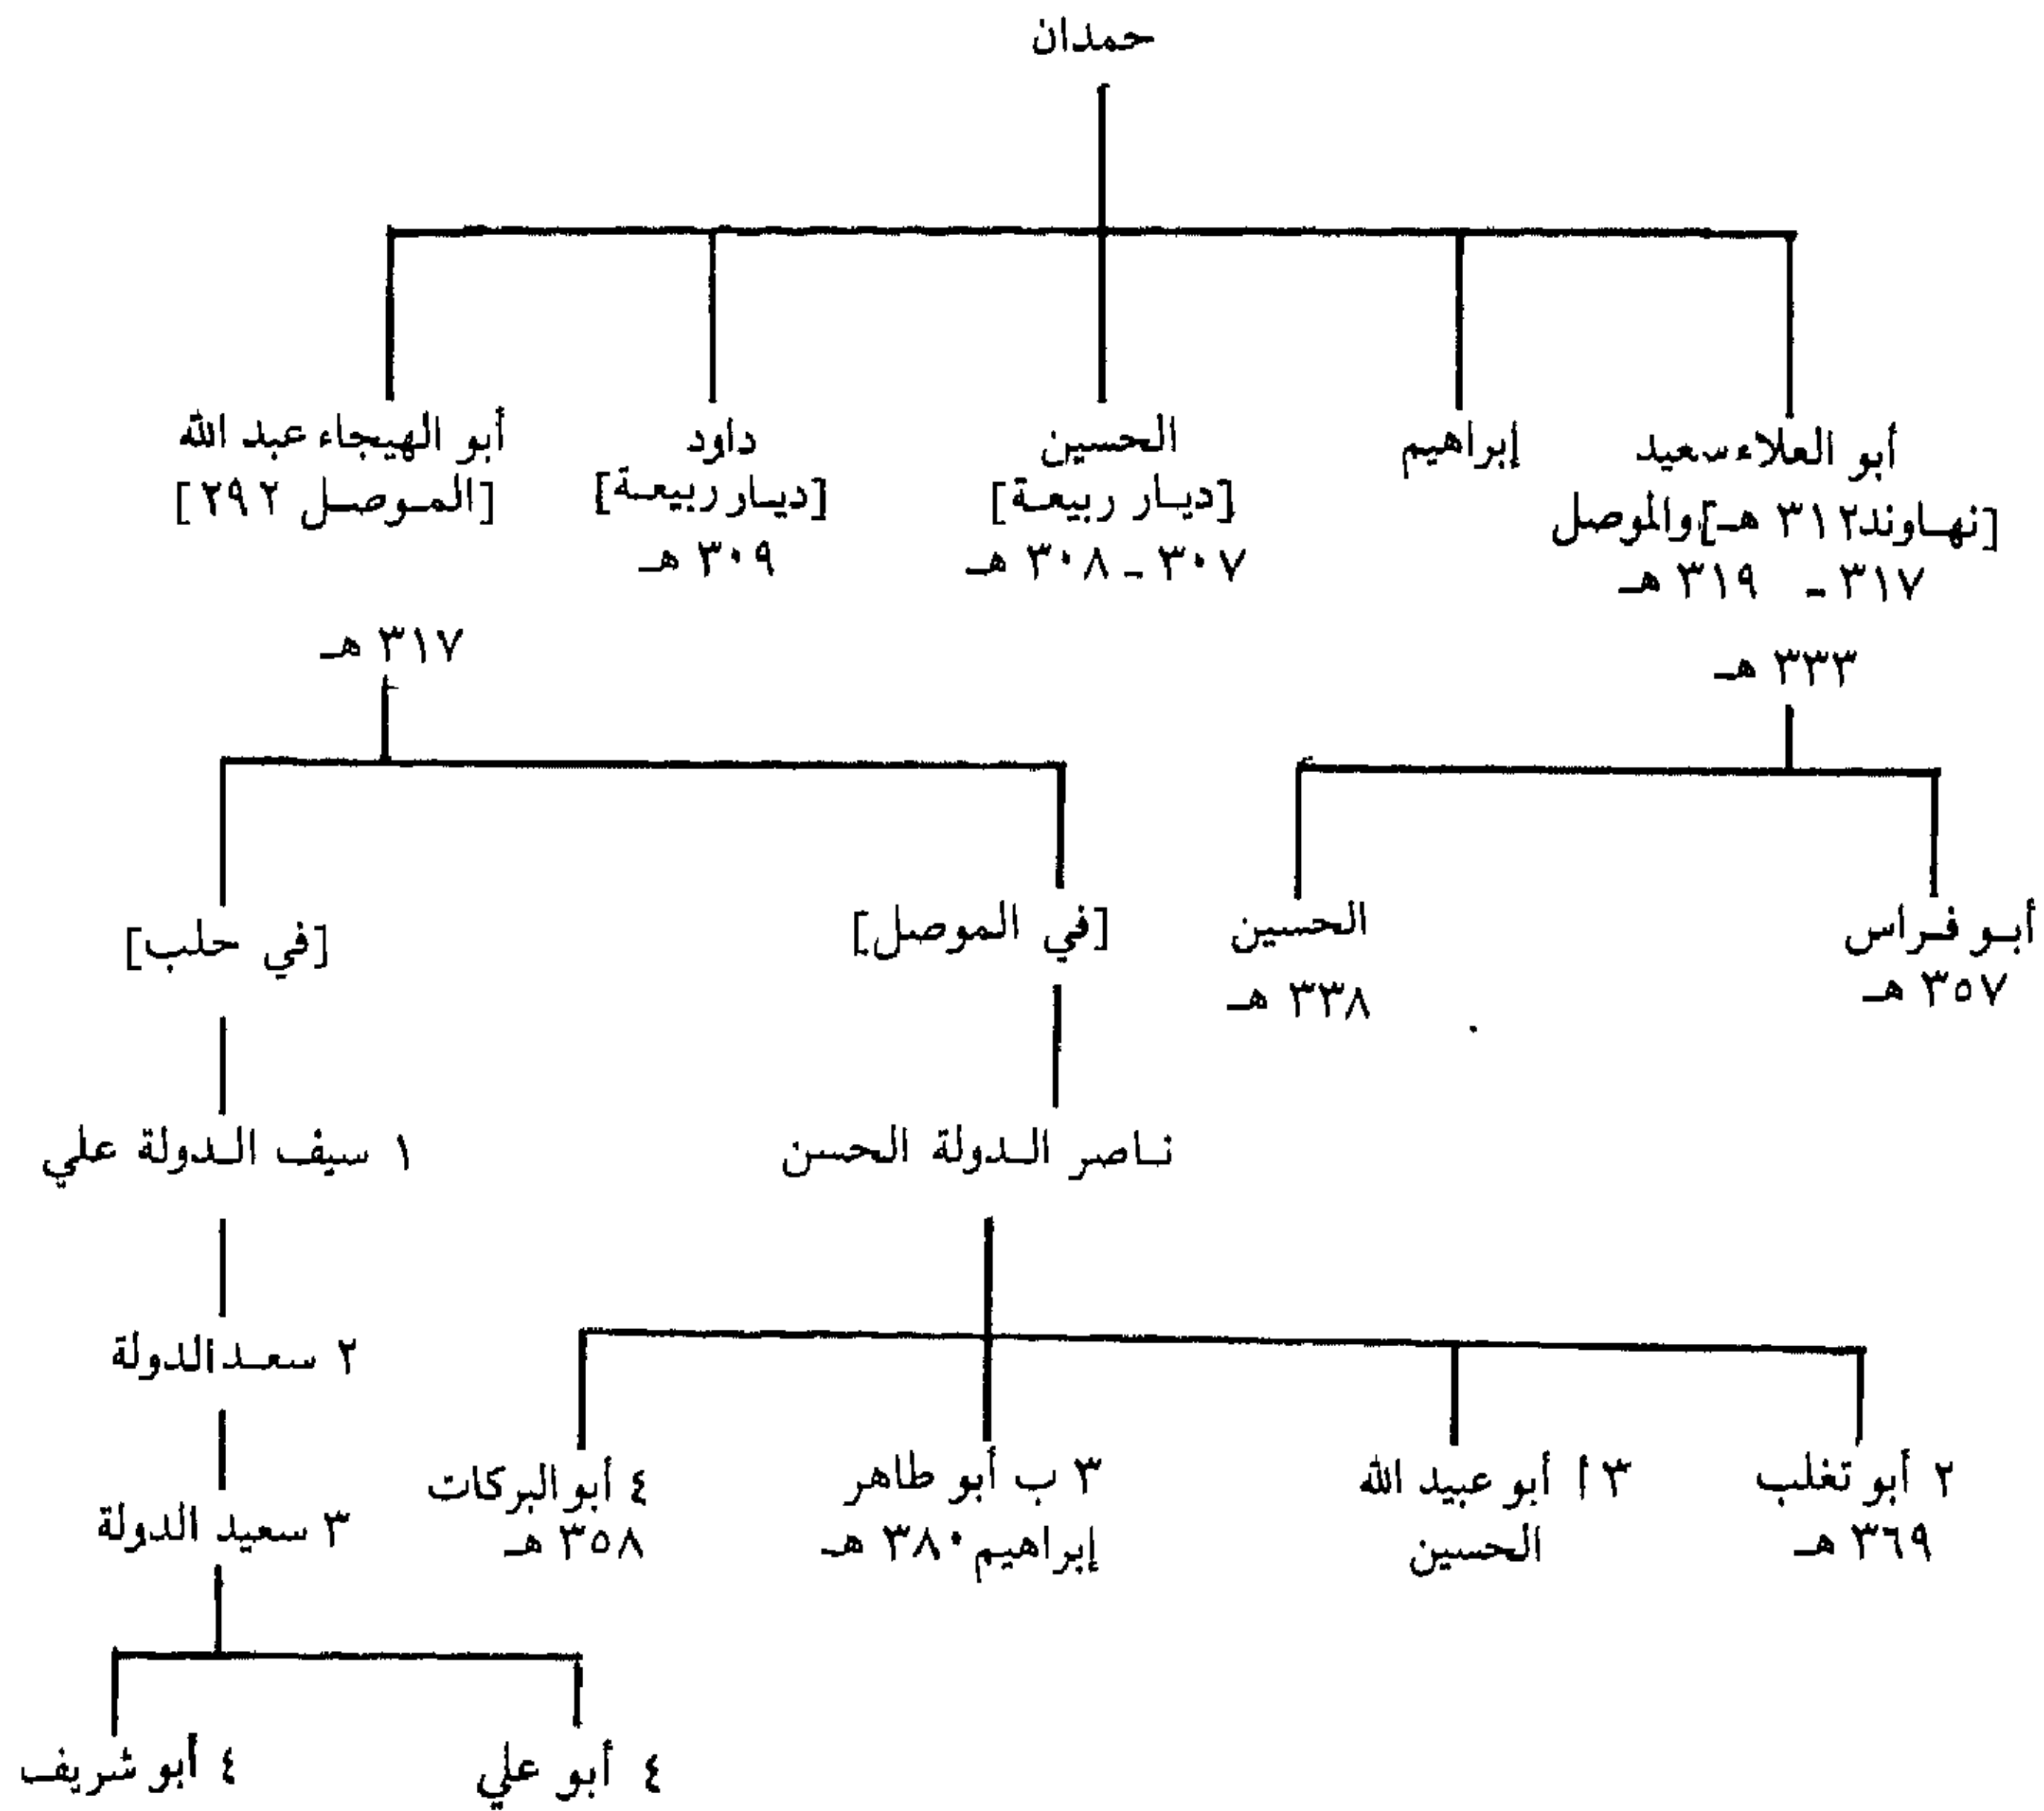 حمدان
أبو العلاء سعيد
[نهاوند ٣١٢ هـ] والموصل
٣١٧ - ٣١٩ هـ
٣٣٣ هـ
إبراهيم
الحسين
[ديار ربيعة]
٣٠٧ - ٣٠٨ هـ
داود
[ديار ربيعة]
٣٠٩ هـ
أبو الهيجاء عبد الله
[الموصل ٢٩٢]
٣١٧ هـ
أبو فراس
٣٥٧ هـ
الحسين
٣٣٨ هـ
[في الموصل]
[في حلب]
ناصر الدولة الحسن
١ سيف الدولة علي
٢ سعد الدولة
٢ أبو تغلب
٣٦٩ هـ
٣ أ أبو عبيد الله
الحسين
٣ ب أبو طاهر
إبراهيم ٣٨٠ هـ
٤ أبو البركات
٣٥٨ هـ
٣ سعيد الدولة
٤ أبو علي
٤ أبو شريف